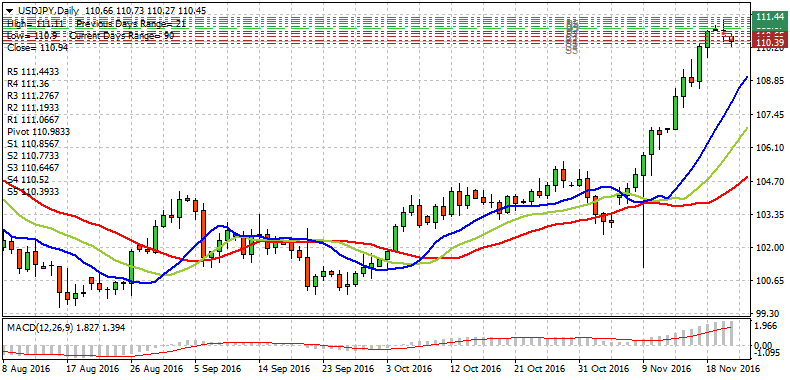 USDJPY,Daily 110.66 110.73 110.27 110.45
High= 111.11 Previous Days Range= 21
Low= 110.9 Current Days Range= 90
Close= 110.94
R5 111.4433
R4 111.36
R3 111.2767
R2 111.1933
R1 111.0667
Pivot 110.9833
S1 110.8567
S2 110.7733
S3 110.6467
S4 110.52
S5 110.3933
111.44
110.39
110.20
108.85
107.45
106.10
104.70
103.35
102.00
100.65
99.30
MACD(12,26,9) 1.827 1.394
1.966
0.00
-1.095
8 Aug 2016 17 Aug 2016 26 Aug 2016 5 Sep 2016 14 Sep 2016 23 Sep 2016 3 Oct 2016 12 Oct 2016 21 Oct 2016 31 Oct 2016 9 Nov 2016 18 Nov 2016